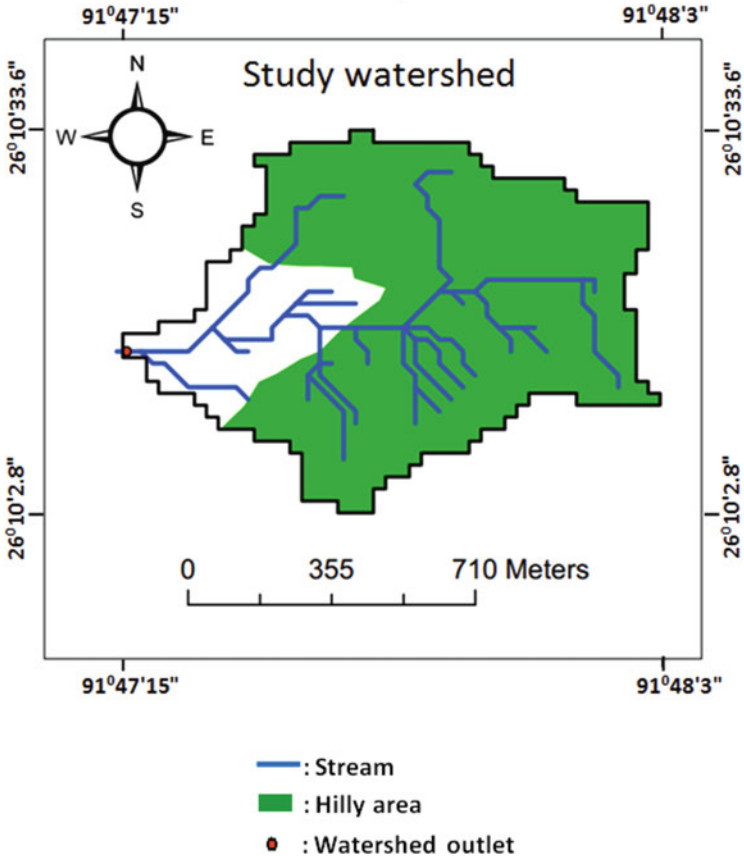 91⁰47'15" 91⁰48'3"
Study watershed
N
W E
S
26⁰10'33.6" 26⁰10'33.6"
26⁰10'2.8" 26⁰10'2.8"
0 355 710 Meters
91⁰47'15" 91⁰48'3"
: Stream
: Hilly area
: Watershed outlet